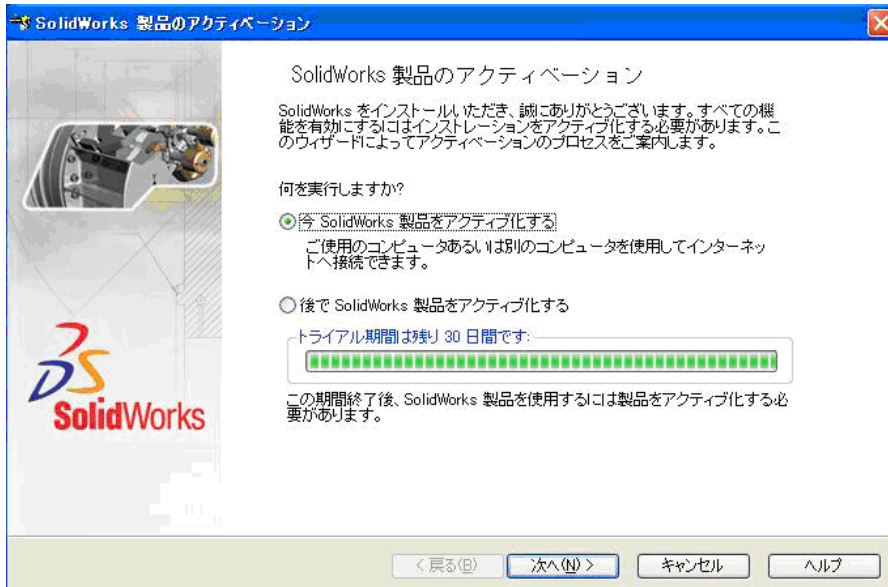 SolidWorks 製品のアクティベーション
SolidWorks 製品のアクティベーション
SolidWorks をインストールいただき、誠にありがとうございます。すべての機
能を有効にするにはインストレーションをアクティブ化する必要があります。こ
のウィザードによってアクティベーションのプロセスをご案内します。
何を実行しますか?
今 SolidWorks 製品をアクティブ化する
ご使用のコンピュータあるいは別のコンピュータを使用してインターネッ
トへ接続できます。
後で SolidWorks 製品をアクティブ化する
トライアル期間は残り 30 日間です:
この期間終了後、SolidWorks 製品を使用するには製品をアクティブ化する必
要があります。
SolidWorks
< 戻る(B)
次へ(N) >
キャンセル
ヘルプ